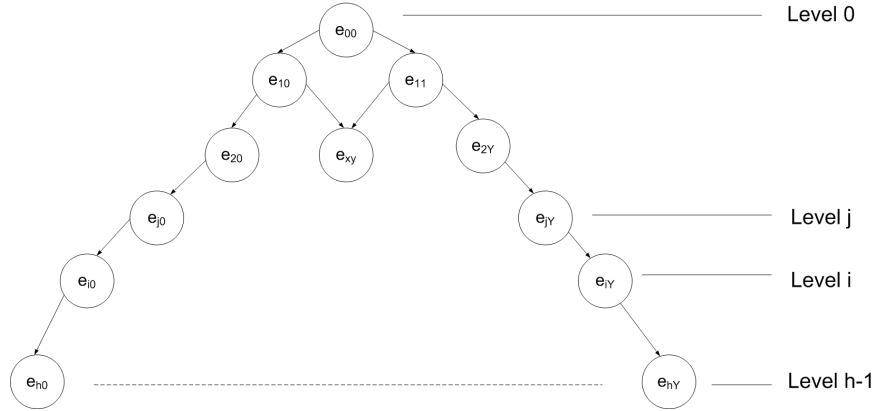 e00
Level 0
e10
e11
e20
exy
e2Y
ej0
ejY
Level j
ei0
eiY
Level i
eh0
ehY
Level h-1